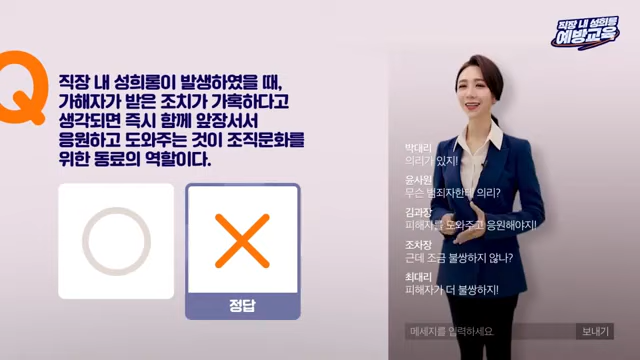 직장 내 성희롱
예방교육
Q
직장 내 성희롱이 발생하였을 때,
가해자가 받은 조치가 가혹하다고
생각되면 즉시 함께 앞장서서
응원하고 도와주는 것이 조직문화를
위한 동료의 역할이다.
정답
박대리
의리가 있지!
윤사원
무슨 범죄자한테 의리?
김과장
피해자를 도와주고 응원해야지!
조차장
근데 조금 불쌍하지 않나?
최대리
피해자가 더 불쌍하지!
메세지를 입력하세요.
보내기